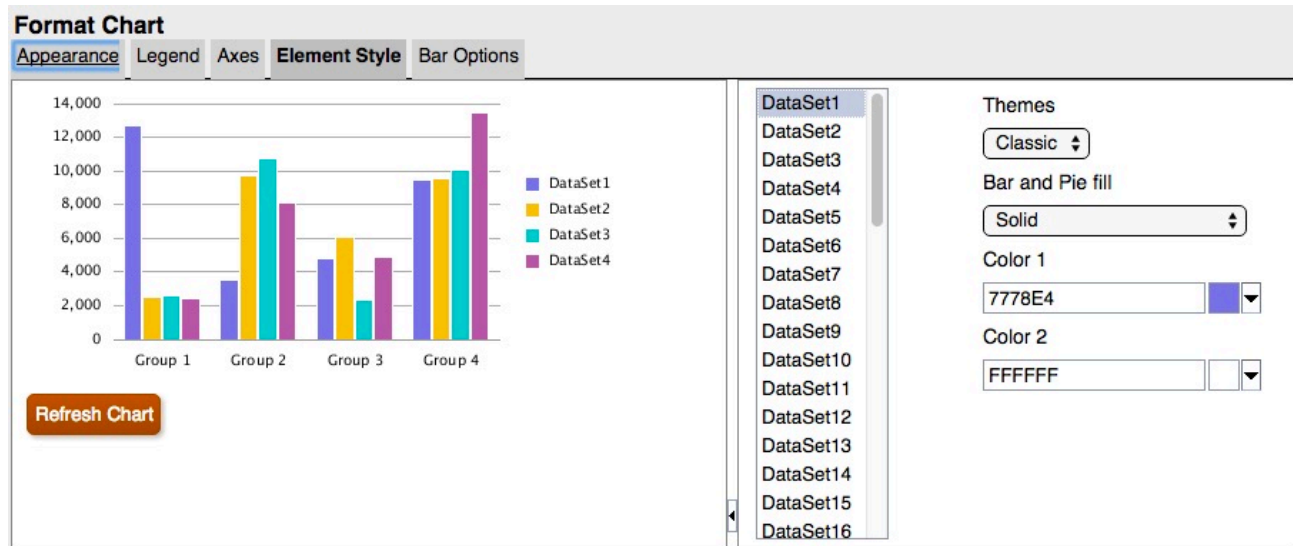 Format Chart
Appearance Legend Axes Element Style Bar Options
14,000
12,000
10,000
8,000
6,000
4,000
2,000
0
Group 1 Group 2 Group 3 Group 4
DataSet1
DataSet2
DataSet3
DataSet4
Refresh Chart
DataSet1
DataSet2
DataSet3
DataSet4
DataSet5
DataSet6
DataSet7
DataSet8
DataSet9
DataSet10
DataSet11
DataSet12
DataSet13
DataSet14
DataSet15
DataSet16
Themes
Classic
Bar and Pie fill
Solid
Color 1
7778E4
Color 2
FFFFFF